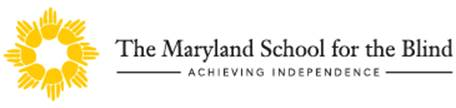 The Maryland School for the Blind
ACHIEVING INDEPENDENCE